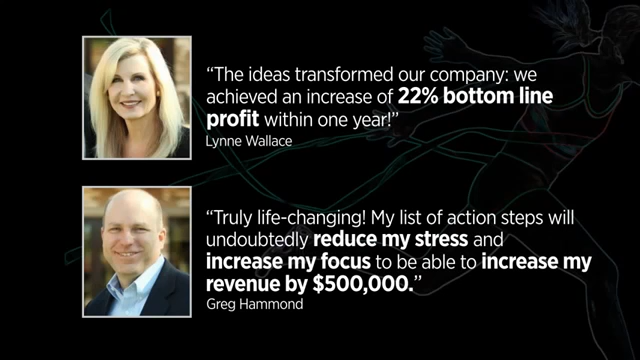 “The ideas transformed our company: we
achieved an increase of 22% bottom line
profit within one year!”
Lynne Wallace
“Truly life-changing! My list of action steps will
undoubtedly reduce my stress and
increase my focus to be able to increase my
revenue by $500,000.”
Greg Hammond